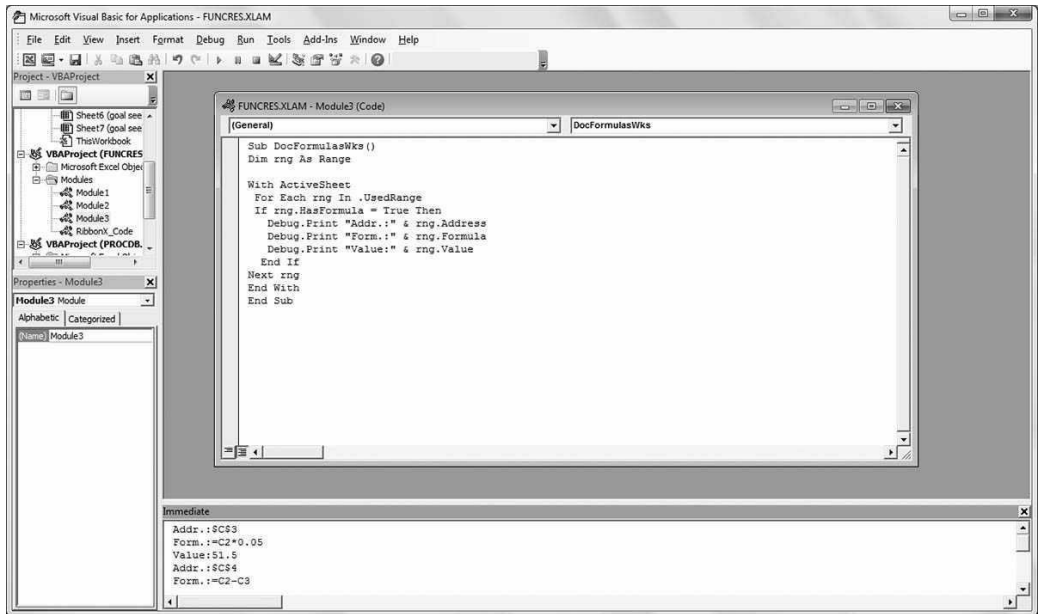 Microsoft Visual Basic for Applications - FUNCRES.XLAM
File Edit View Insert Format Debug Run Tools Add-Ins Window Help
Project - VBAProject
Sheet6 (goal see
Sheet7 (goal see
ThisWorkbook
VBAProject (FUNCRES
Microsoft Excel Objec
Modules
Module1
Module2
Module3
RibbonX_Code
VBAProject (PROCDB.
Properties - Module3
Module3 Module
Alphabetic Categorized
(Name) Module3
FUNCRES.XLAM - Module3 (Code)
(General) DocFormulasWks
Sub DocFormulasWks()
Dim rng As Range
With ActiveSheet
For Each rng In .UsedRange
If rng.HasFormula = True Then
Debug.Print "Addr.:" & rng.Address
Debug.Print "Form.:" & rng.Formula
Debug.Print "Value:" & rng.Value
End If
Next rng
End With
End Sub
Immediate
Addr.:$C$3
Form.:=C2*0.05
Value:51.5
Addr.:$C$4
Form.:=C2-C3